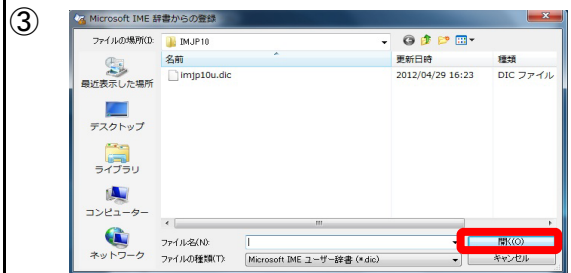 ③
Microsoft IME 辞書からの登録
ファイルの場所(I): IMJP10
名前 更新日時 種類
imjp10u.dic 2012/04/29 16:23 DIC ファイル
最近表示した場所
デスクトップ
ライブラリ
コンピューター
ネットワーク
ファイル名(N): 開く(O)
ファイルの種類(T): Microsoft IME ユーザー辞書 (*.dic) キャンセル